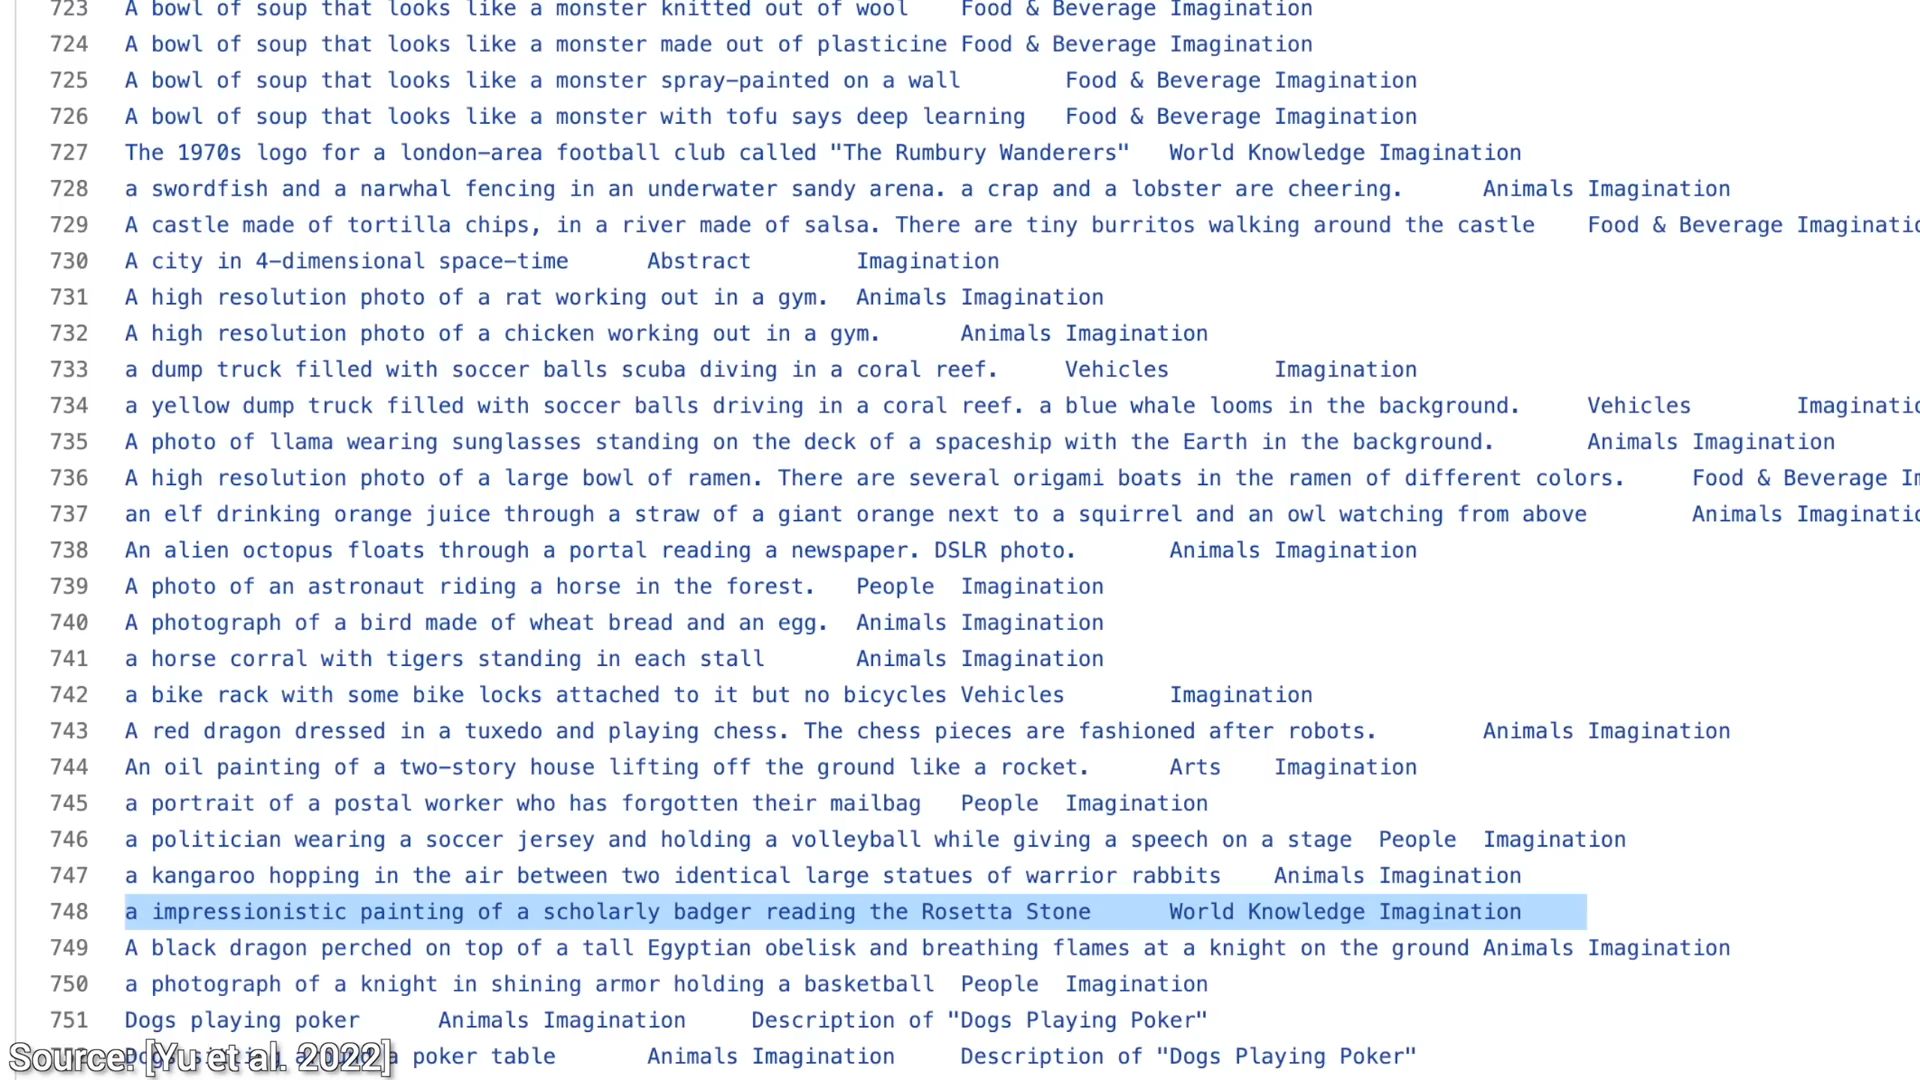 723 A bowl of soup that looks like a monster knitted out of wool Food & Beverage Imagination
724 A bowl of soup that looks like a monster made out of plasticine Food & Beverage Imagination
725 A bowl of soup that looks like a monster spray-painted on a wall Food & Beverage Imagination
726 A bowl of soup that looks like a monster with tofu says deep learning Food & Beverage Imagination
727 The 1970s logo for a london-area football club called "The Rumbury Wanderers" World Knowledge Imagination
728 a swordfish and a narwhal fencing in an underwater sandy arena. a crap and a lobster are cheering. Animals Imagination
729 A castle made of tortilla chips, in a river made of salsa. There are tiny burritos walking around the castle Food & Beverage Imaginatio
730 A city in 4-dimensional space-time Abstract Imagination
731 A high resolution photo of a rat working out in a gym. Animals Imagination
732 A high resolution photo of a chicken working out in a gym. Animals Imagination
733 a dump truck filled with soccer balls scuba diving in a coral reef. Vehicles Imagination
734 a yellow dump truck filled with soccer balls driving in a coral reef. a blue whale looms in the background. Vehicles Imaginatio
735 A photo of llama wearing sunglasses standing on the deck of a spaceship with the Earth in the background. Animals Imagination
736 A high resolution photo of a large bowl of ramen. There are several origami boats in the ramen of different colors. Food & Beverage Im
737 an elf drinking orange juice through a straw of a giant orange next to a squirrel and an owl watching from above Animals Imaginatio
738 An alien octopus floats through a portal reading a newspaper. DSLR photo. Animals Imagination
739 A photo of an astronaut riding a horse in the forest. People Imagination
740 A photograph of a bird made of wheat bread and an egg. Animals Imagination
741 a horse corral with tigers standing in each stall Animals Imagination
742 a bike rack with some bike locks attached to it but no bicycles Vehicles Imagination
743 A red dragon dressed in a tuxedo and playing chess. The chess pieces are fashioned after robots. Animals Imagination
744 An oil painting of a two-story house lifting off the ground like a rocket. Arts Imagination
745 a portrait of a postal worker who has forgotten their mailbag People Imagination
746 a politician wearing a soccer jersey and holding a volleyball while giving a speech on a stage People Imagination
747 a kangaroo hopping in the air between two identical large statues of warrior rabbits Animals Imagination
748 a impressionistic painting of a scholarly badger reading the Rosetta Stone World Knowledge Imagination
749 A black dragon perched on top of a tall Egyptian obelisk and breathing flames at a knight on the ground Animals Imagination
750 a photograph of a knight in shining armor holding a basketball People Imagination
751 Dogs playing poker Animals Imagination Description of "Dogs Playing Poker"
a poker table Animals Imagination Description of "Dogs Playing Poker"
Source: [Yu et al. 2022]